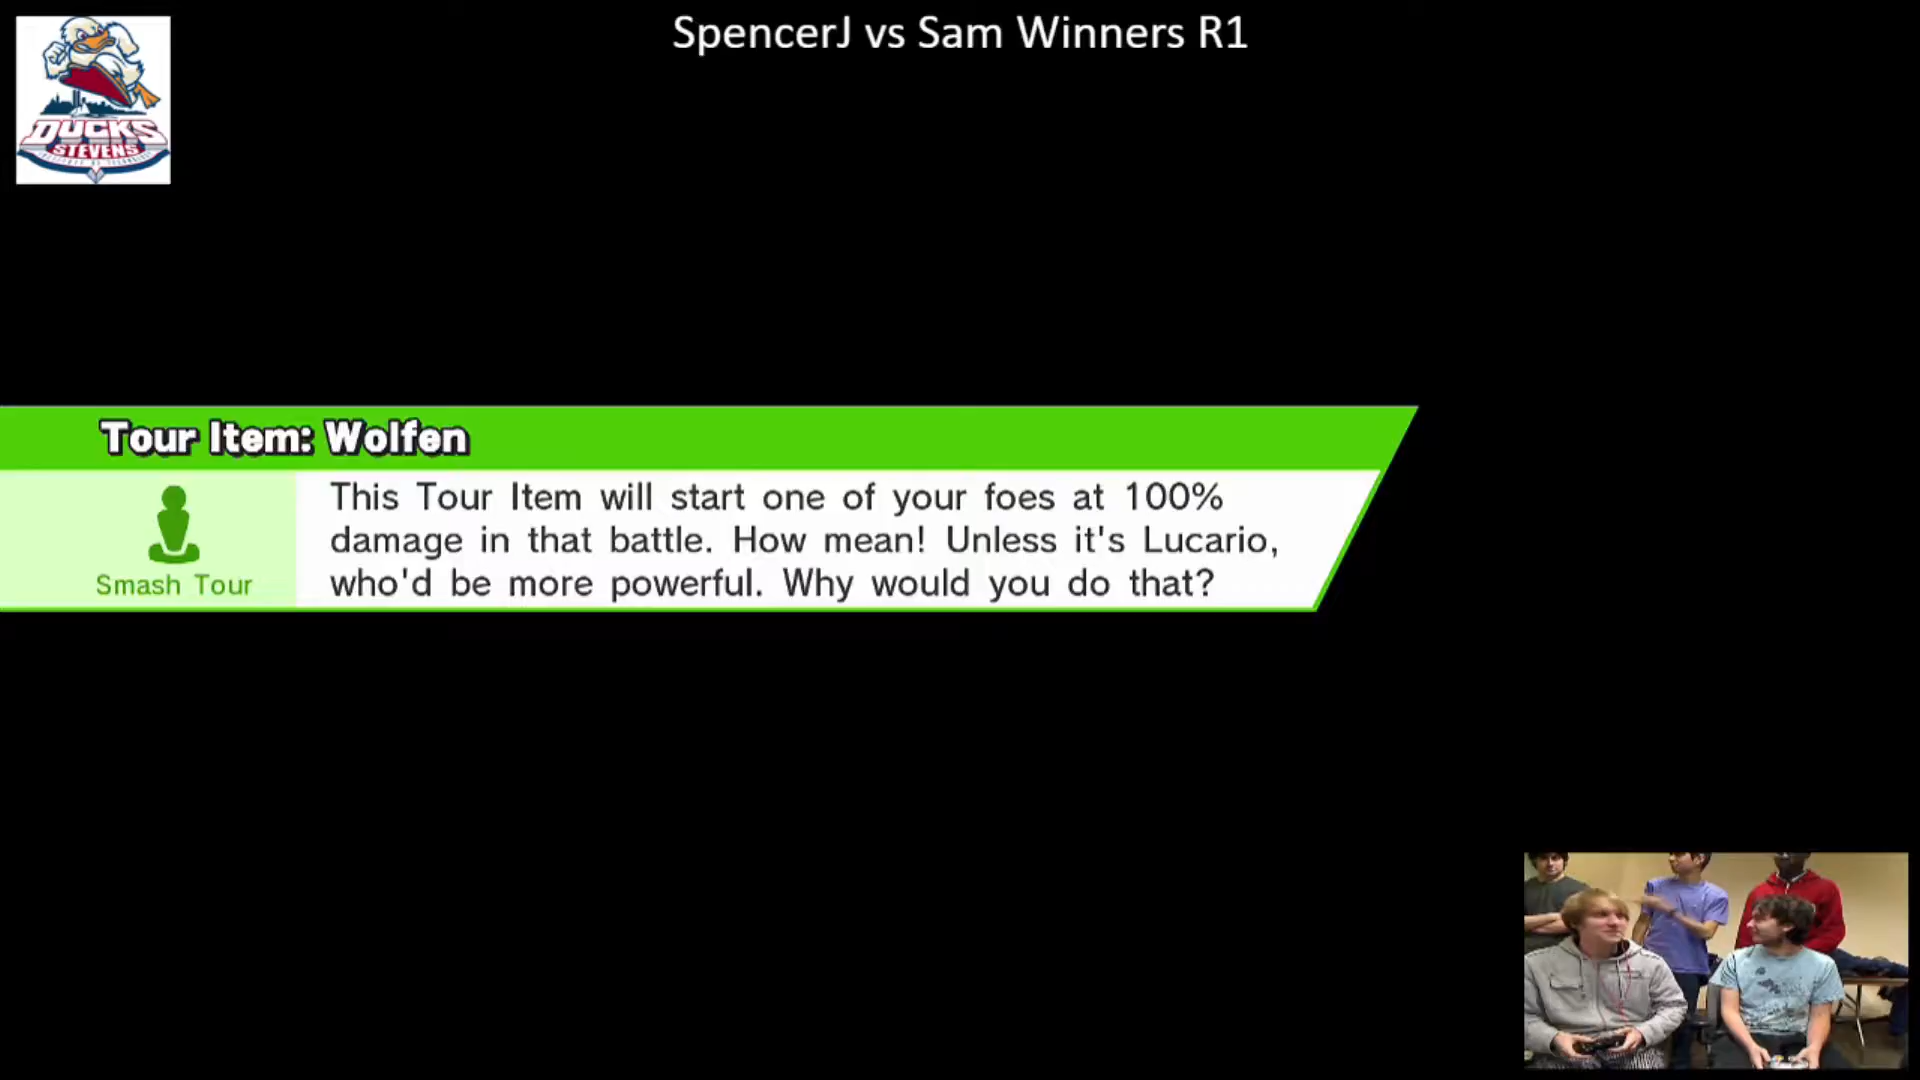 SpencerJ vs Sam Winners R1
DUCKS
STEVENS
Tour Item: Wolfen
This Tour Item will start one of your foes at 100%
damage in that battle. How mean! Unless it's Lucario,
who'd be more powerful. Why would you do that?
Smash Tour